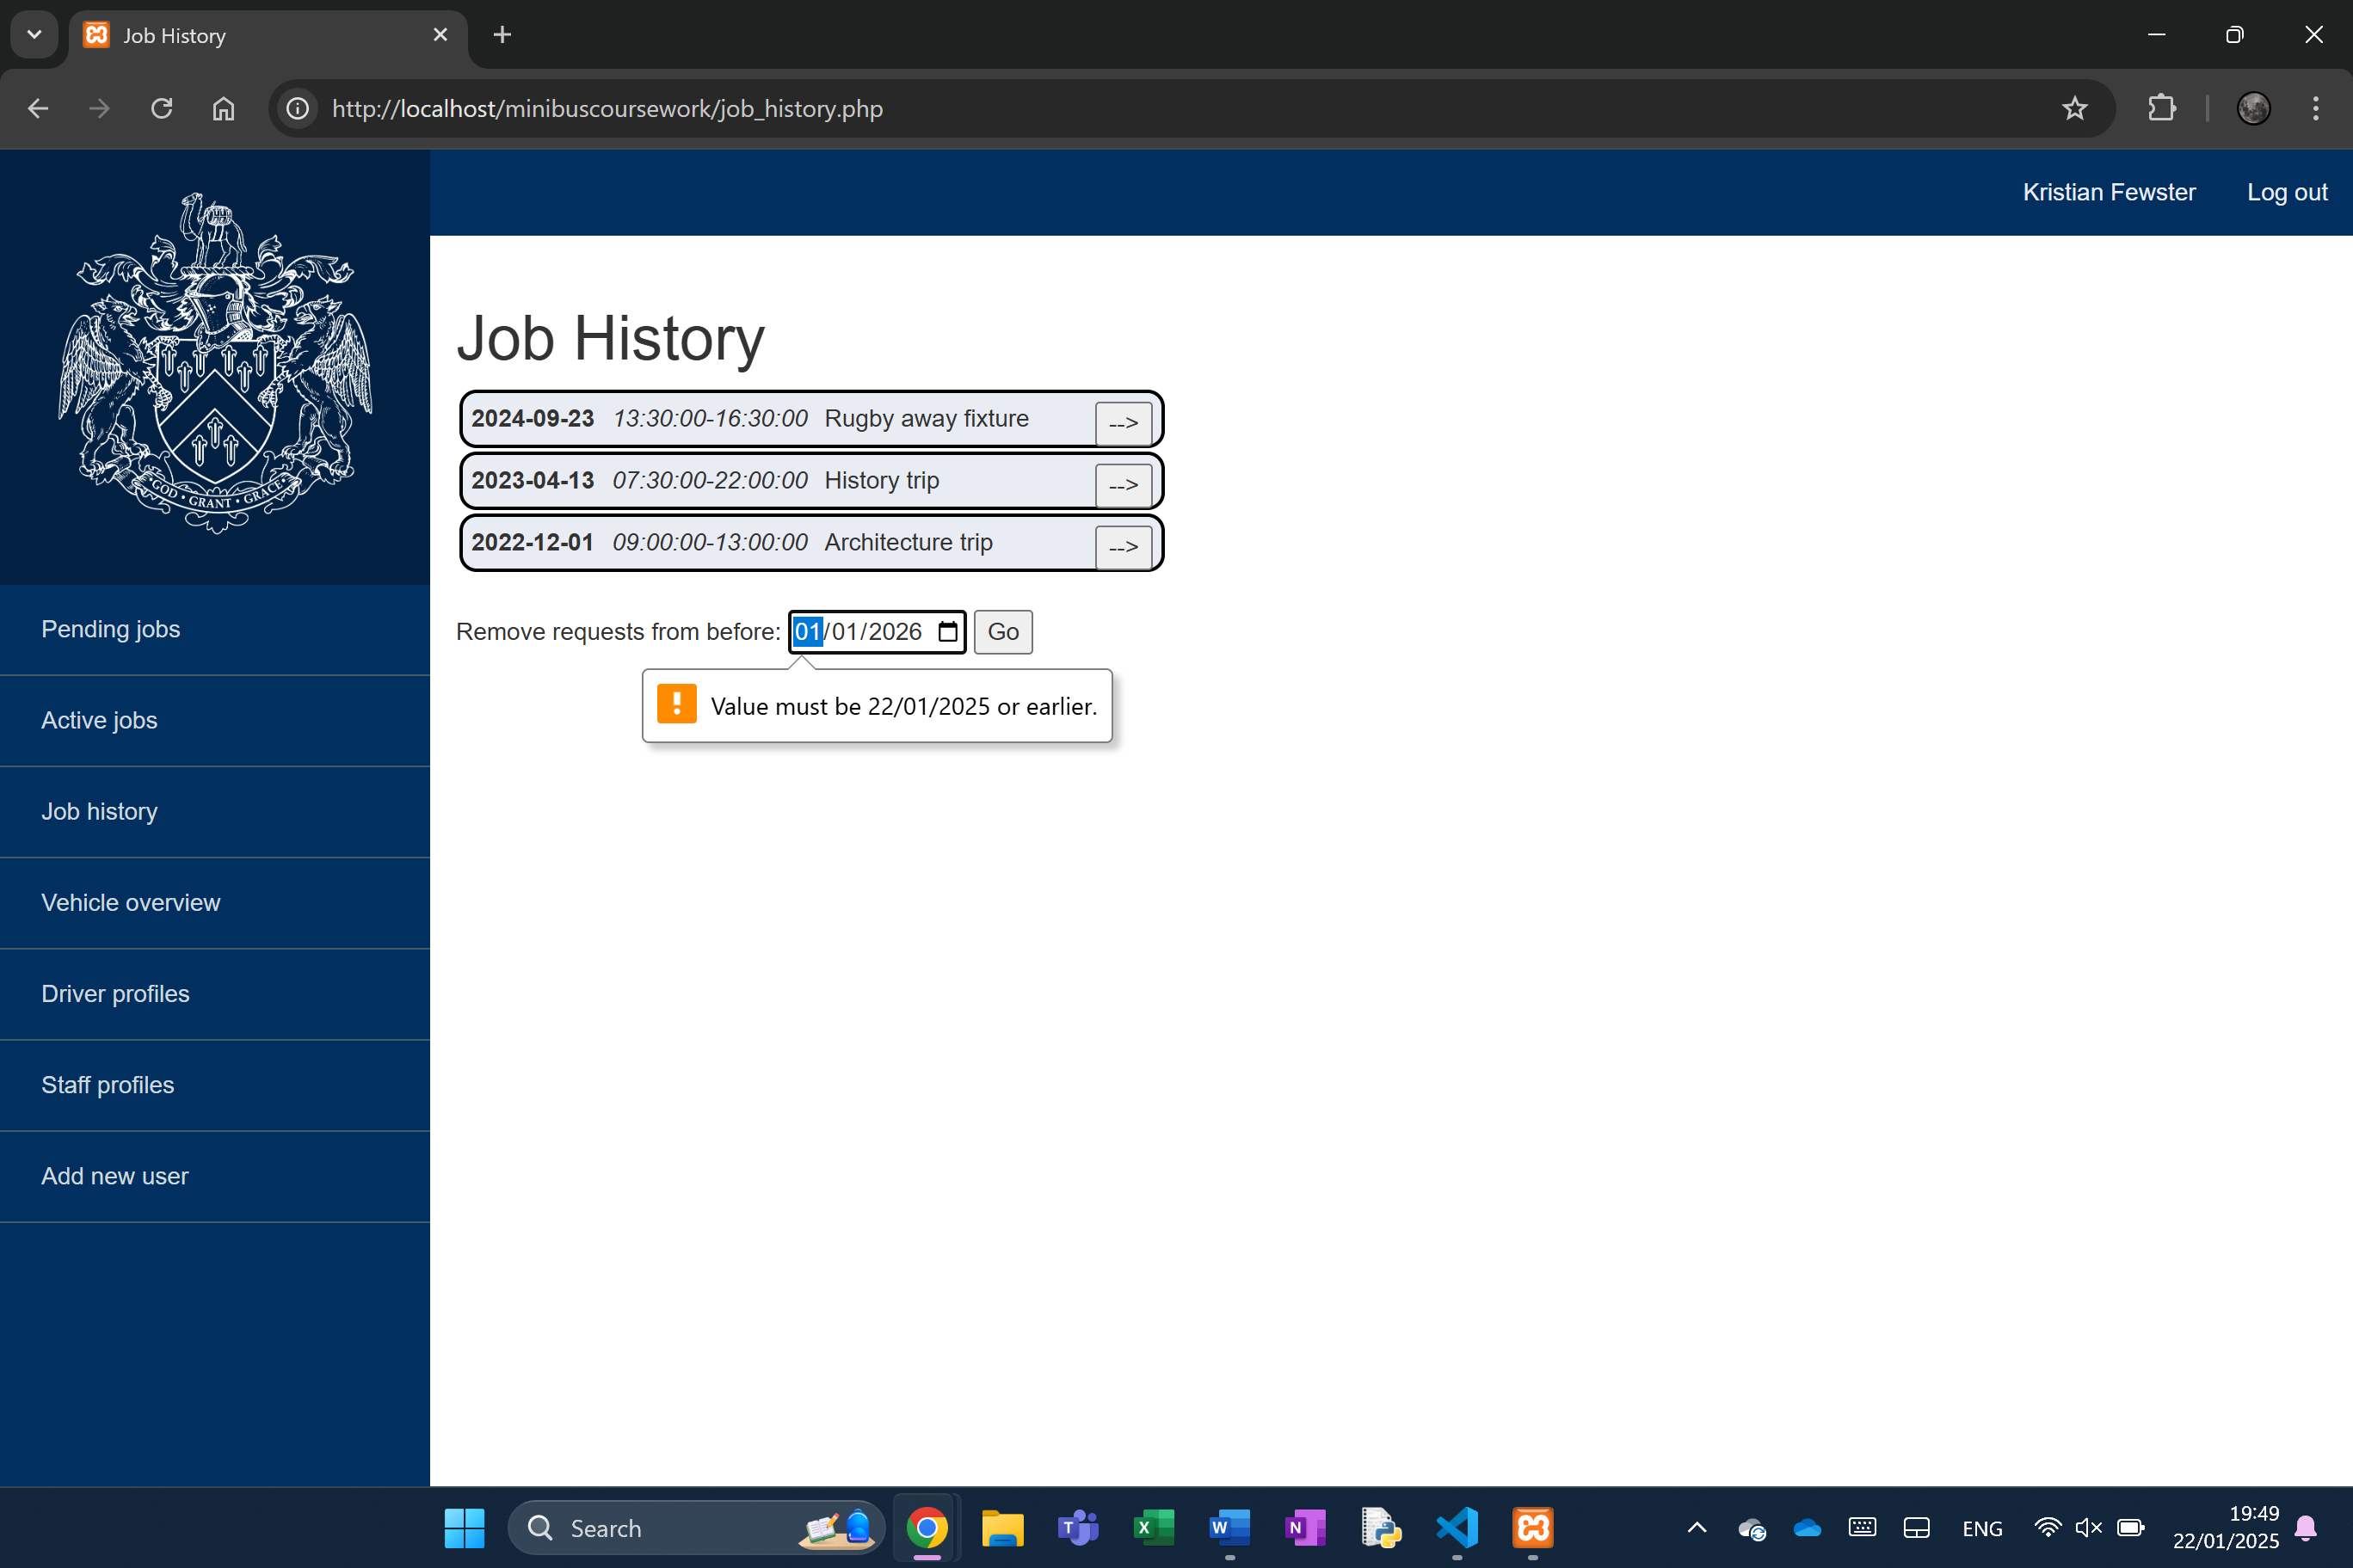 Job History
http://localhost/minibuscoursework/job_history.php
Kristian Fewster Log out
GOD · GRANT · GRACE
Pending jobs
Active jobs
Job history
Vehicle overview
Driver profiles
Staff profiles
Add new user
Job History
2024-09-23 13:30:00-16:30:00 Rugby away fixture -->
2023-04-13 07:30:00-22:00:00 History trip -->
2022-12-01 09:00:00-13:00:00 Architecture trip -->
Remove requests from before: 01/01/2026 Go
! Value must be 22/01/2025 or earlier.
Search
T X W N
ENG
19:49
22/01/2025